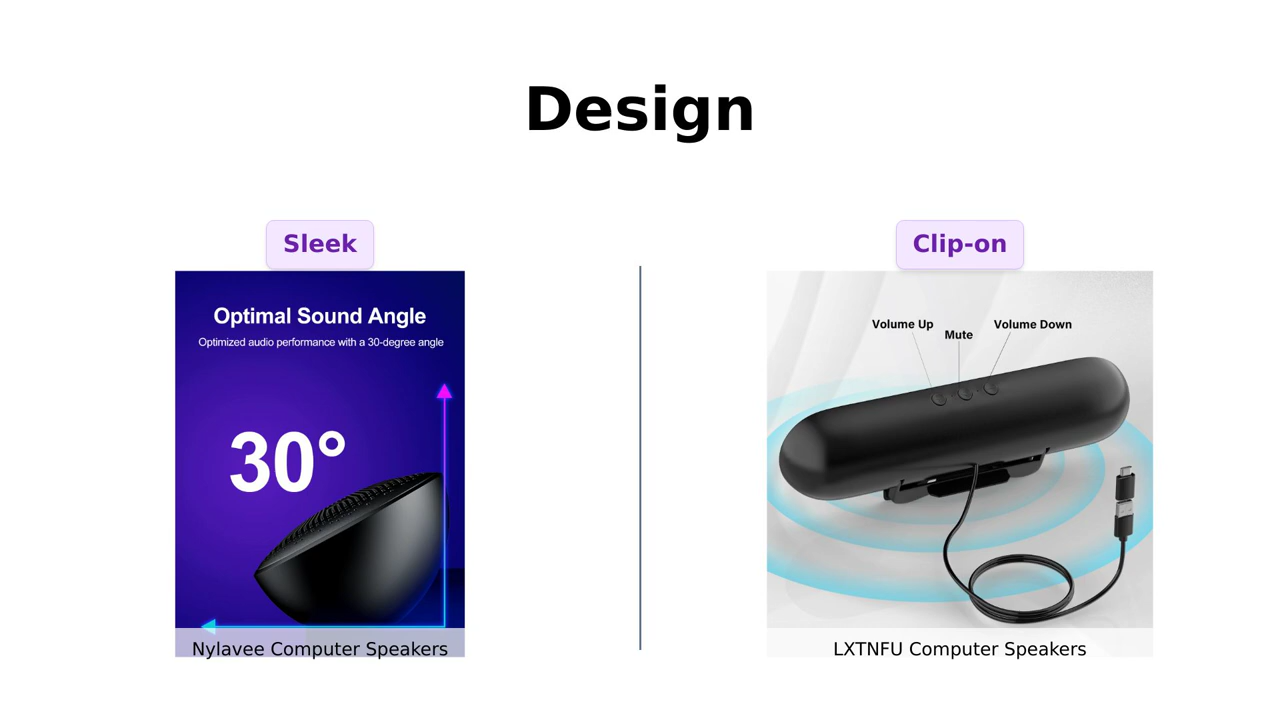 Design
Sleek
Optimal Sound Angle
Optimized audio performance with a 30-degree angle
30°
Nylavee Computer Speakers
Clip-on
Volume Up
Mute
Volume Down
LXTNFU Computer Speakers